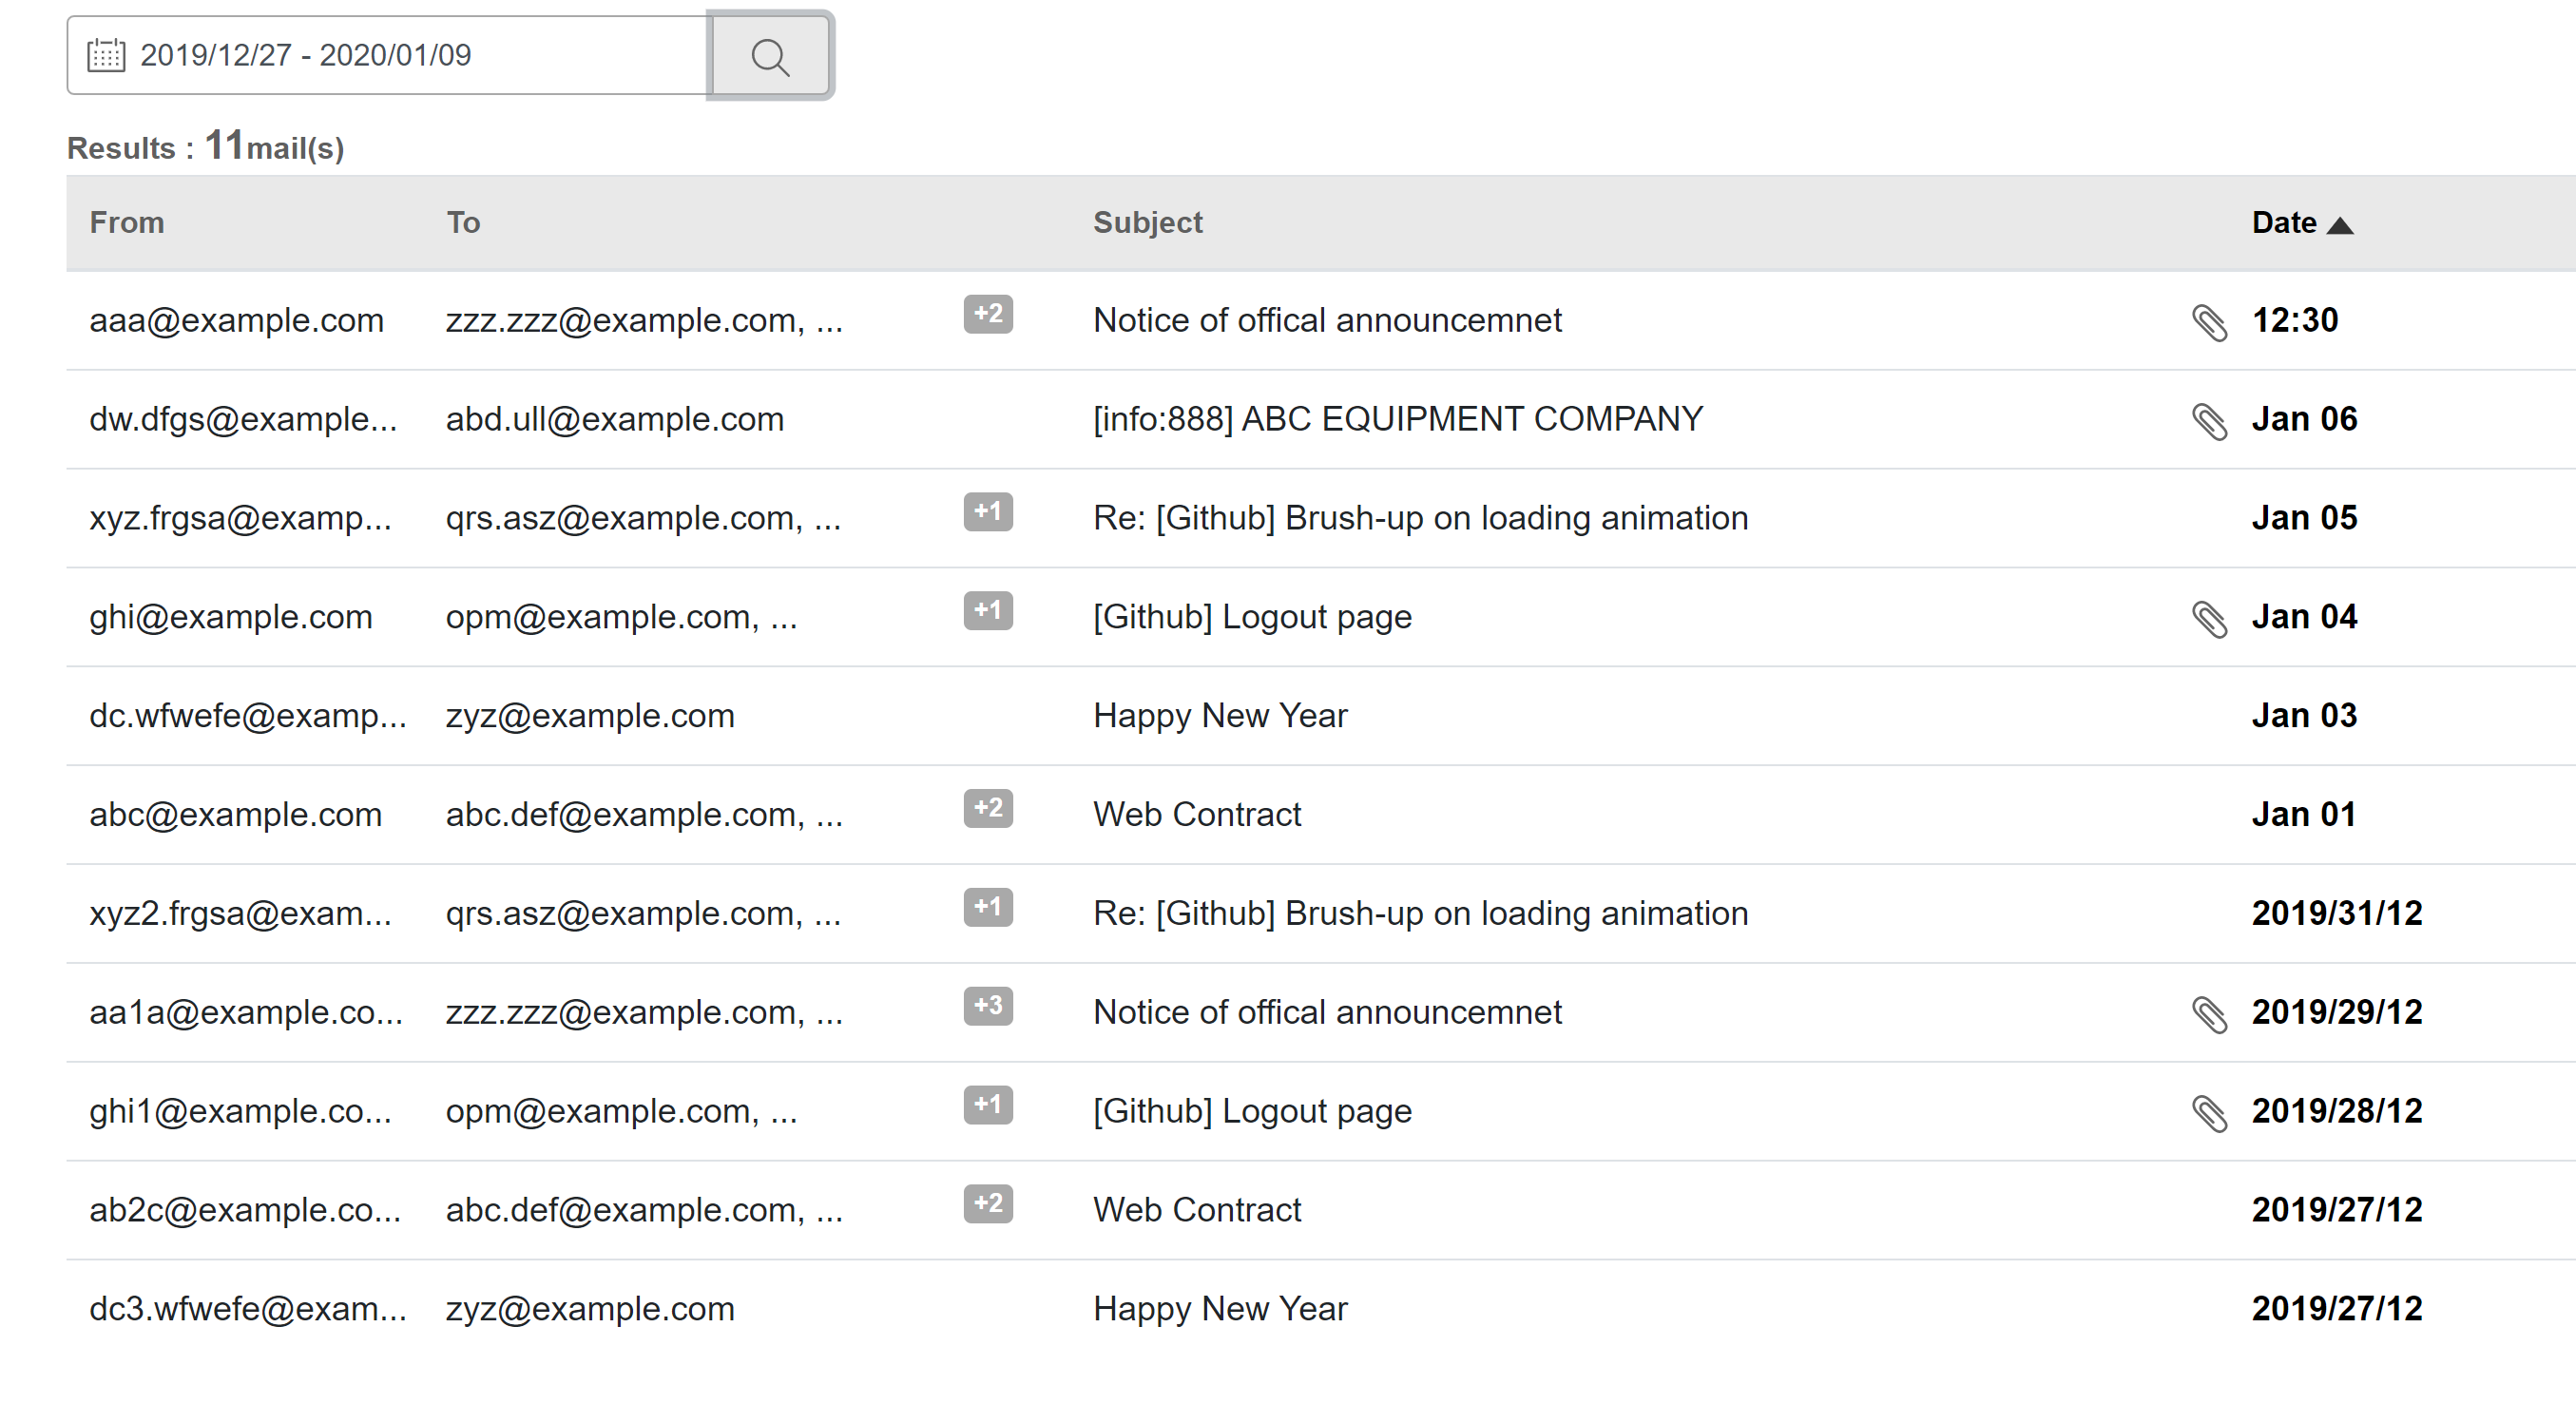 2019/12/27 - 2020/01/09
Results : 11mail(s)
From To Subject Date
aaa@example.com zzz.zzz@example.com, ... +2 Notice of offical announcemnet 12:30
dw.dfgs@example... abd.ull@example.com [info:888] ABC EQUIPMENT COMPANY Jan 06
xyz.frgsa@examp... qrs.asz@example.com, ... +1 Re: [Github] Brush-up on loading animation Jan 05
ghi@example.com opm@example.com, ... +1 [Github] Logout page Jan 04
dc.wfwefe@examp... zyz@example.com Happy New Year Jan 03
abc@example.com abc.def@example.com, ... +2 Web Contract Jan 01
xyz2.frgsa@exam... qrs.asz@example.com, ... +1 Re: [Github] Brush-up on loading animation 2019/31/12
aa1a@example.co... zzz.zzz@example.com, ... +3 Notice of offical announcemnet 2019/29/12
ghi1@example.co... opm@example.com, ... +1 [Github] Logout page 2019/28/12
ab2c@example.co... abc.def@example.com, ... +2 Web Contract 2019/27/12
dc3.wfwefe@exam... zyz@example.com Happy New Year 2019/27/12